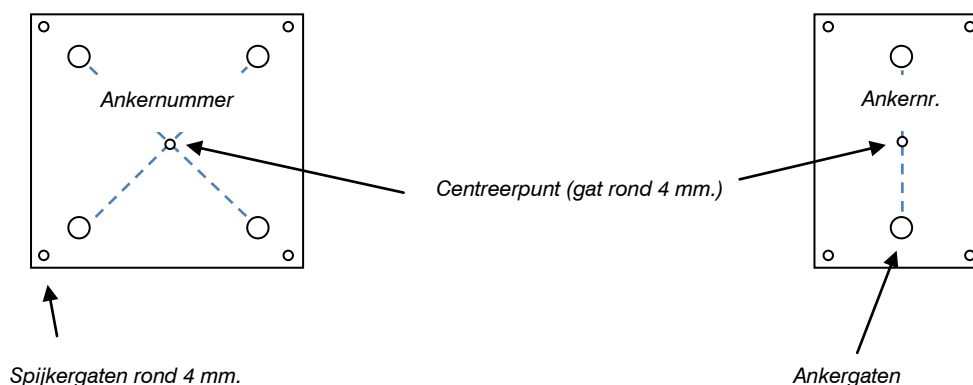 Ankernummer
Ankernr.
Centreerpunt (gat rond 4 mm.)
Spijkergaten rond 4 mm.
Ankergaten